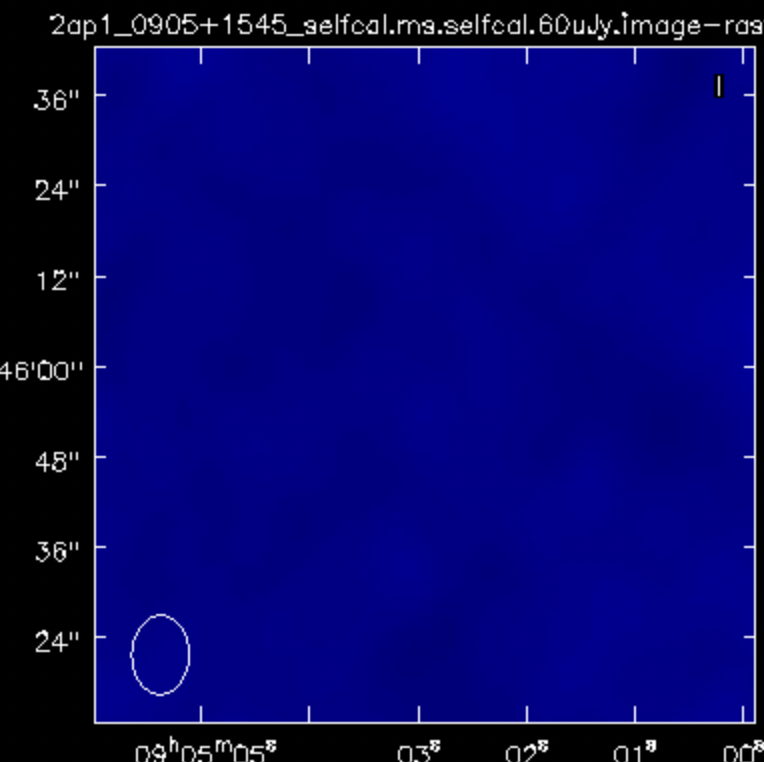 2ap1_0905+1545_selfcal.ms.selfcal.60uJy.image-ras
I
36"
24"
12"
46'00"
48"
36"
24"
09ʰ05ᵐ05ˢ 03ˢ 02ˢ 01ˢ 00ˢ